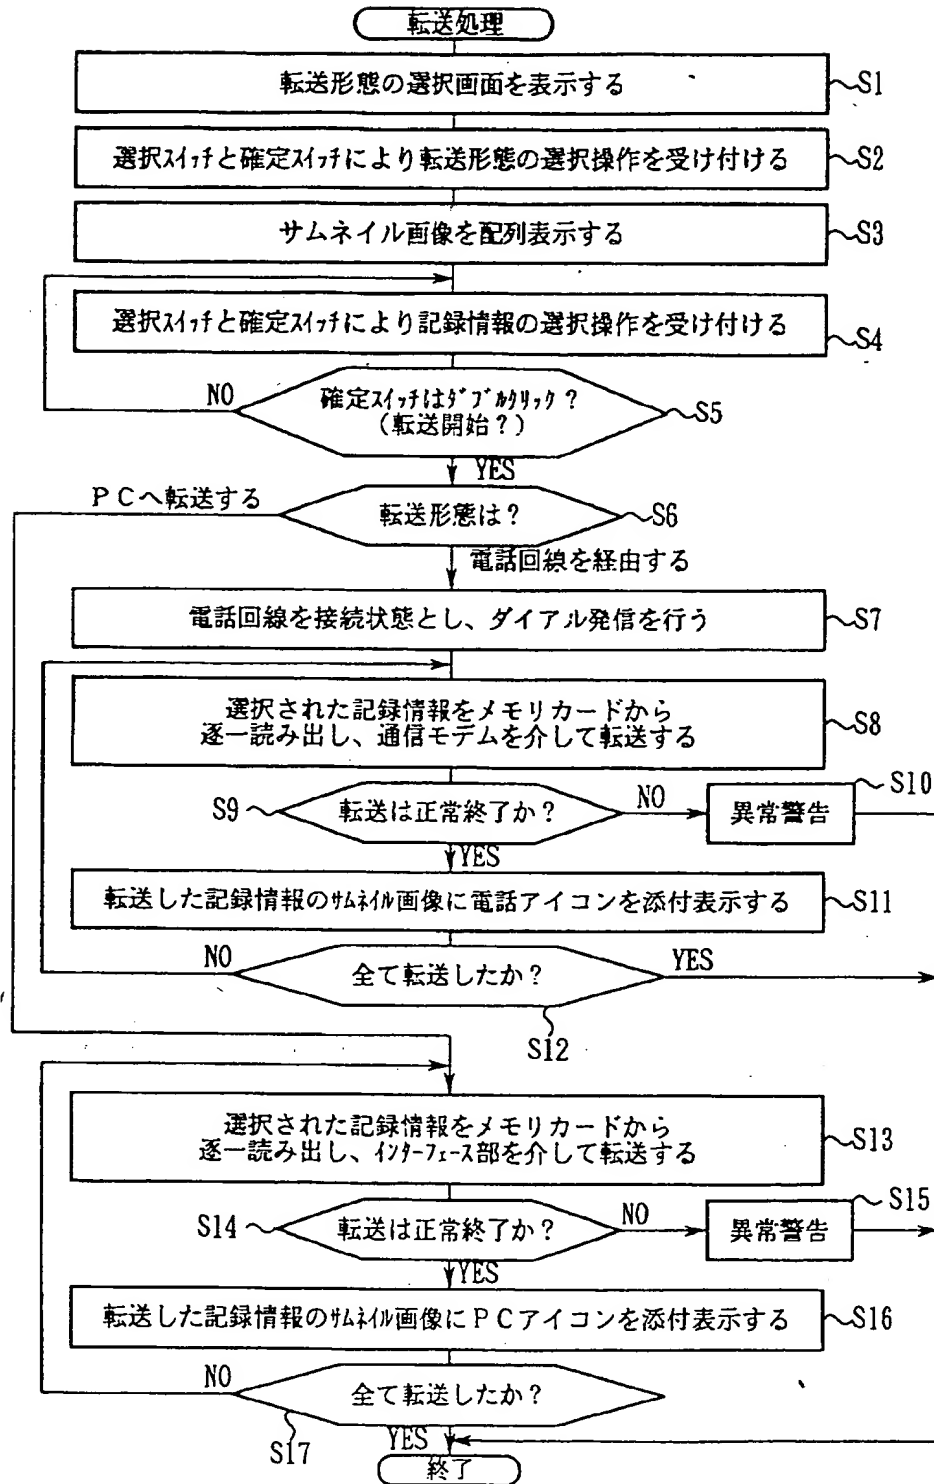 転送処理
転送形態の選択画面を表示する
S1
選択スイッチと確定スイッチにより転送形態の選択操作を受け付ける
S2
サムネイル画像を配列表示する
S3
選択スイッチと確定スイッチにより記録情報の選択操作を受け付ける
S4
NO
確定スイッチはダブルクリック?
(転送開始?)
S5
YES
PCへ転送する
転送形態は?
S6
電話回線を経由する
電話回線を接続状態とし、ダイアル発信を行う
S7
選択された記録情報をメモリカードから
逐一読み出し、通信モデムを介して転送する
S8
S9
転送は正常終了か?
NO
異常警告
S10
YES
転送した記録情報のサムネイル画像に電話アイコンを添付表示する
S11
NO
全て転送したか?
YES
S12
選択された記録情報をメモリカードから
逐一読み出し、インターフェース部を介して転送する
S13
S14
転送は正常終了か?
NO
異常警告
S15
YES
転送した記録情報のサムネイル画像にPCアイコンを添付表示する
S16
NO
全て転送したか?
S17
YES
終了